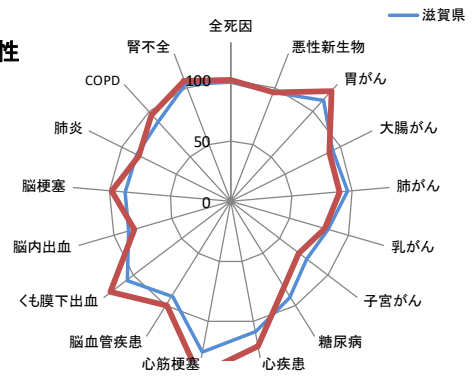 滋賀県
性
全死因
悪性新生物
胃がん
大腸がん
肺がん
乳がん
子宮がん
糖尿病
心疾患
心筋梗塞
脳血管疾患
くも膜下出血
脳内出血
脳梗塞
肺炎
COPD
腎不全
100
50
0